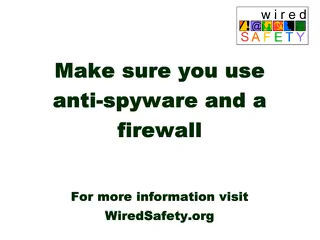 wired
SAFETY
Make sure you use
anti-spyware and a
firewall
For more information visit
WiredSafety.org